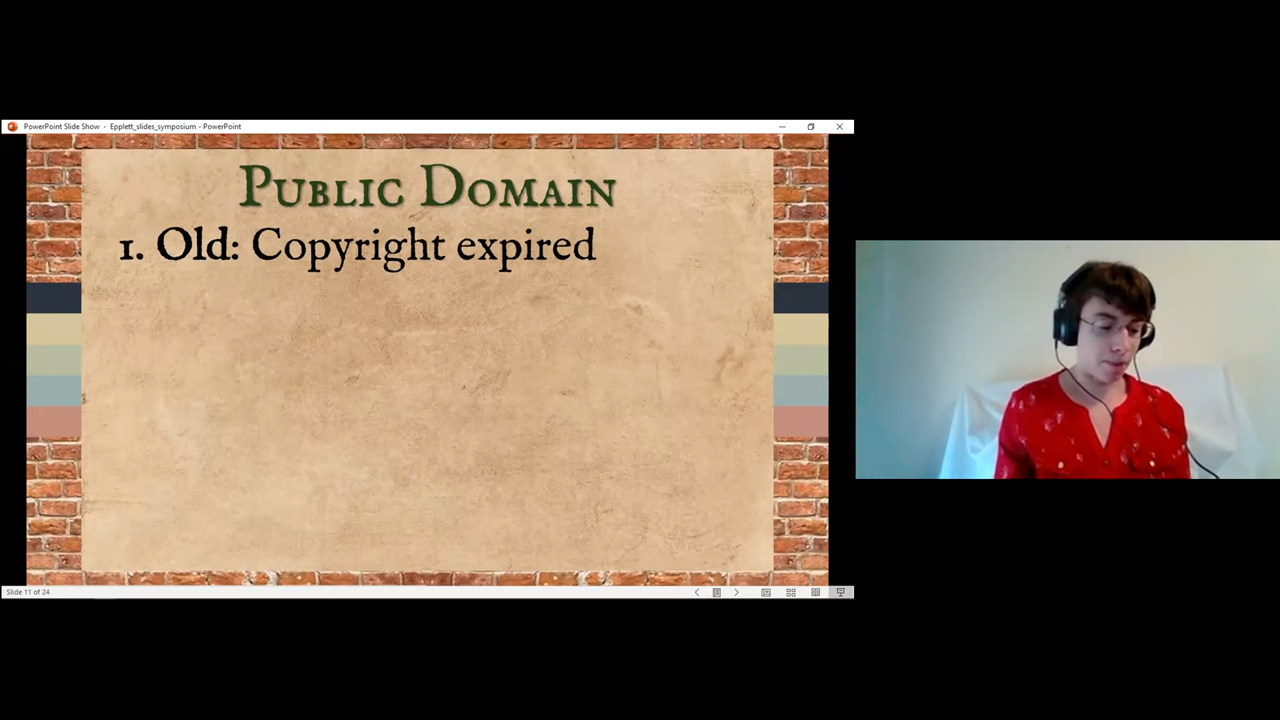 PowerPoint Slide Show - Epplett_slides_symposium - PowerPoint
Public Domain
1. Old: Copyright expired
Slide 11 of 24